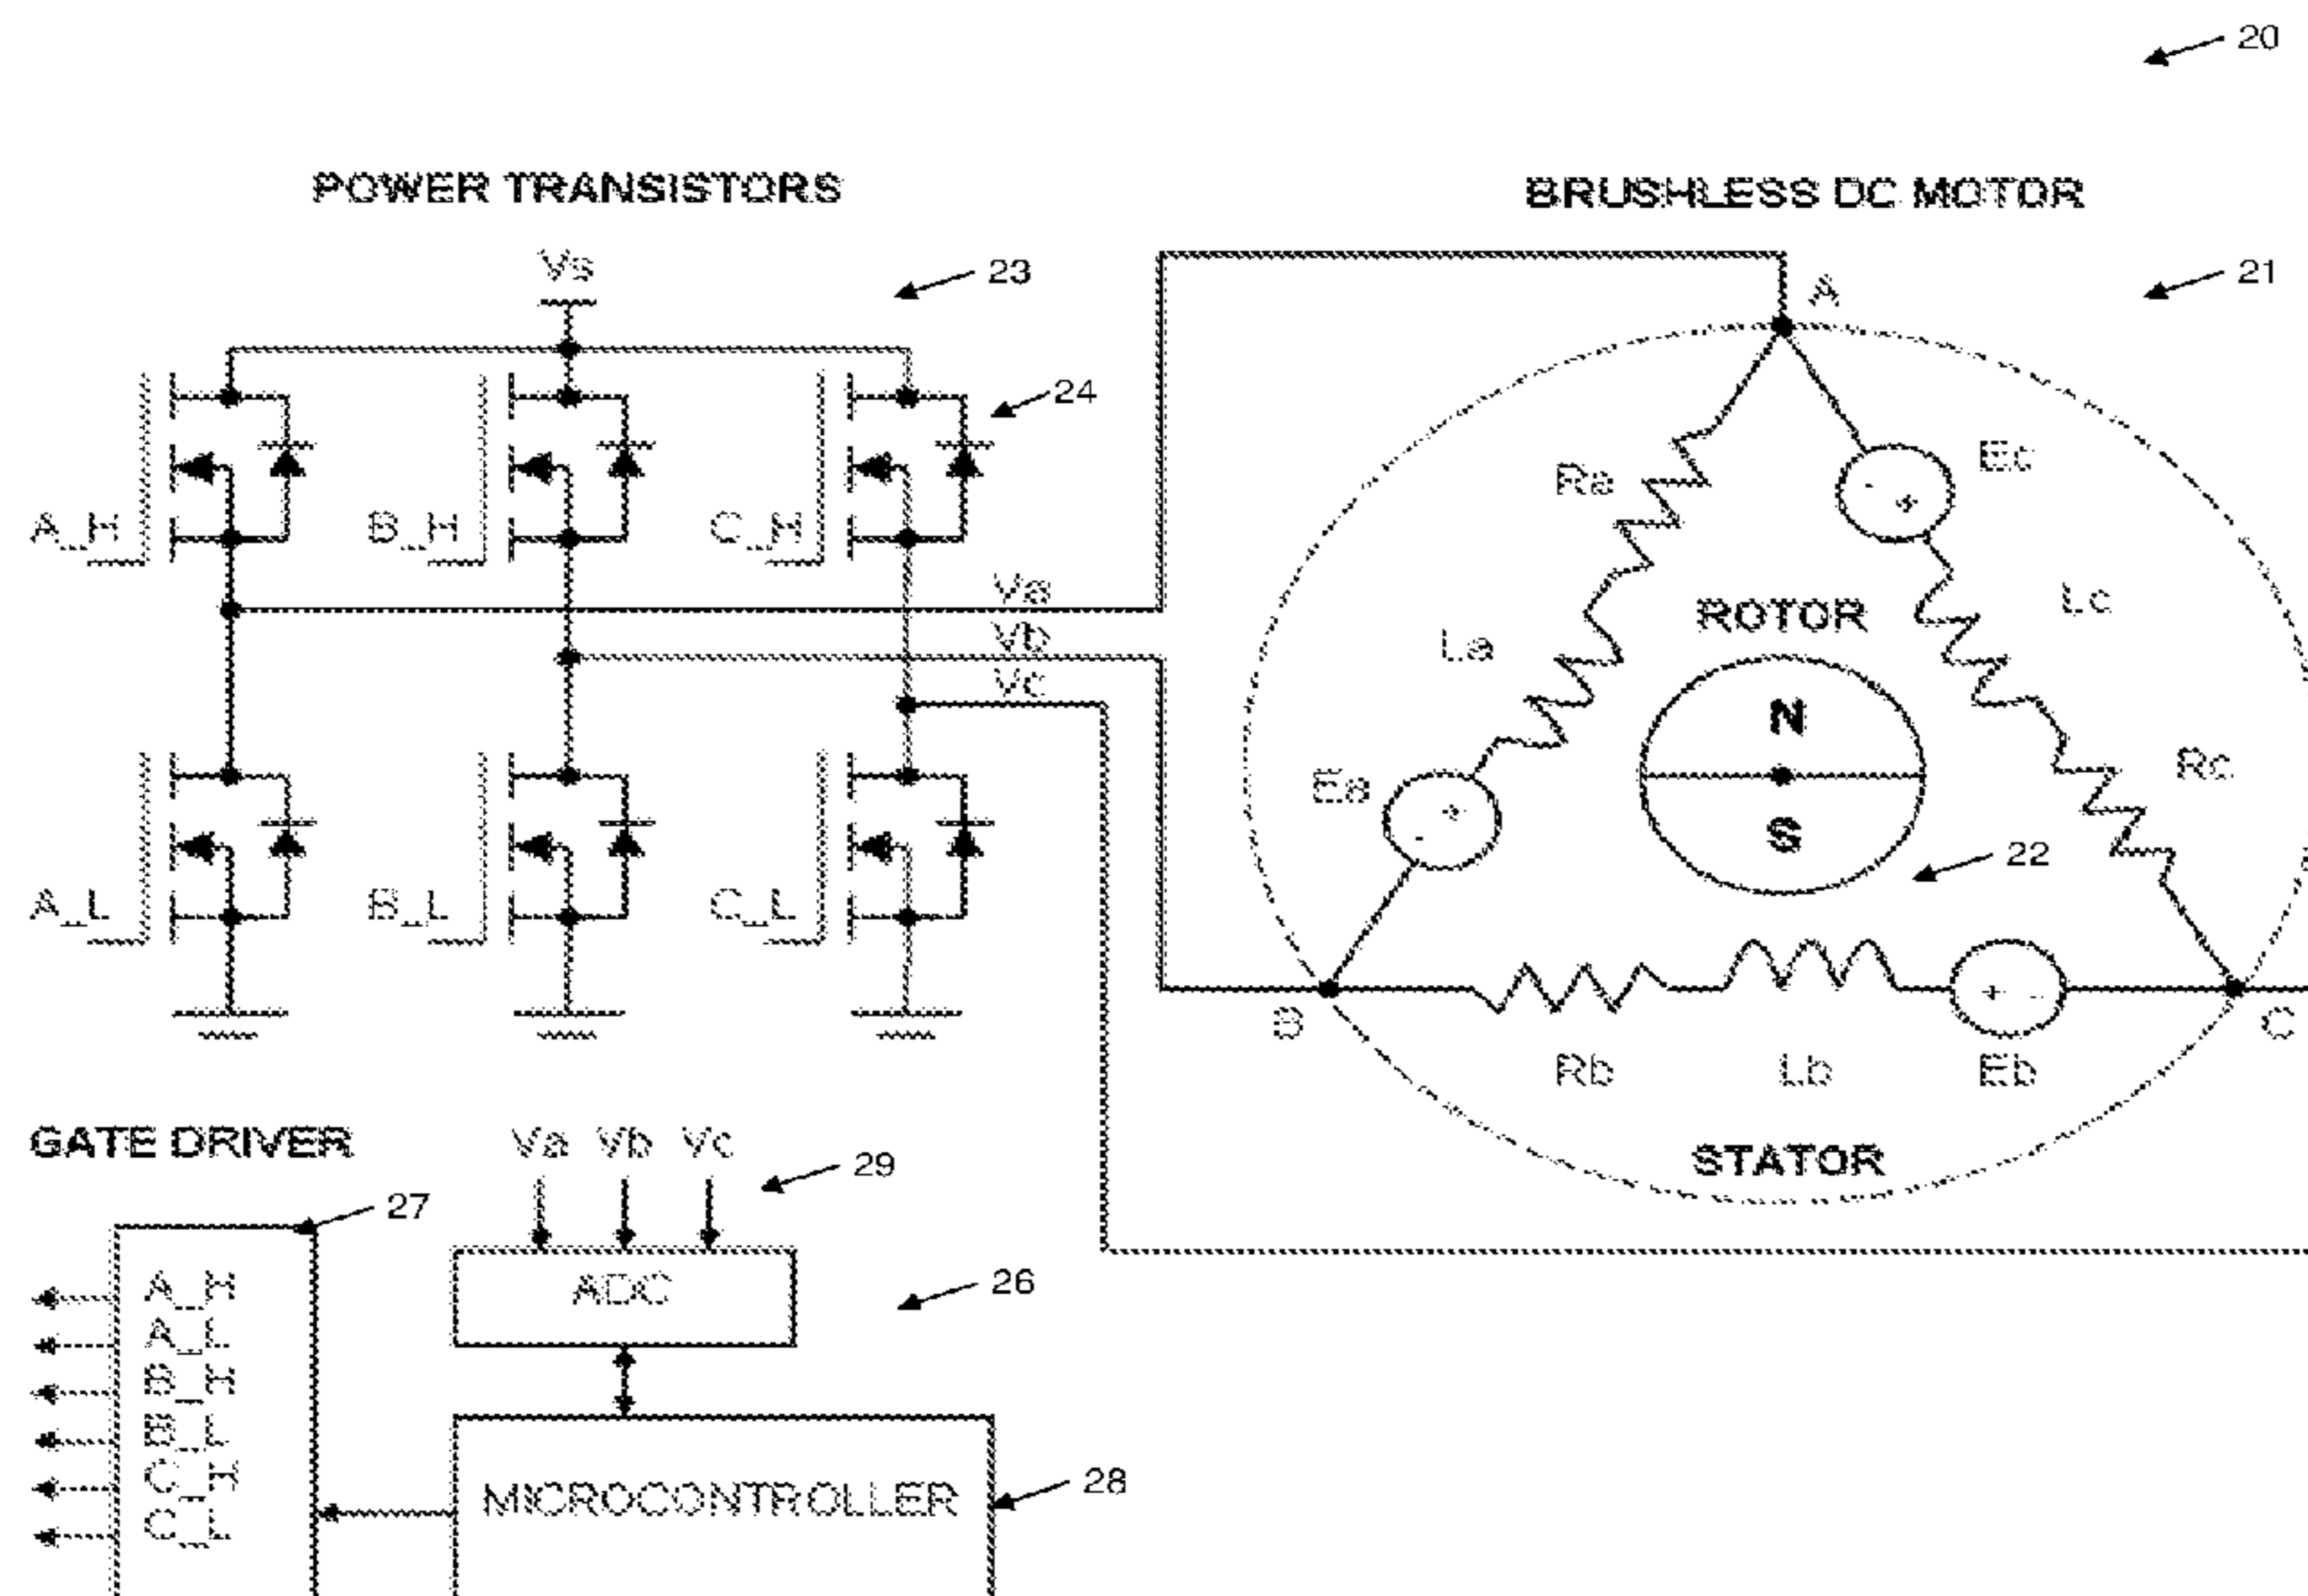 20
POWER TRANSISTORS
BRUSHLESS DC MOTOR
Vs
23
A
21
24
Ra
Ec
A_H
B_H
C_H
Va
Lc
ROTOR
Vb
La
Vc
N
Rc
Ea
S
22
A_L
B_L
C_L
B
C
Rb
Lb
Eb
GATE DRIVER
Va Vb Vc
29
STATOR
27
A_H
ADC
26
A_L
B_H
B_L
C_H
MICROCONTROLLER
28
C_L